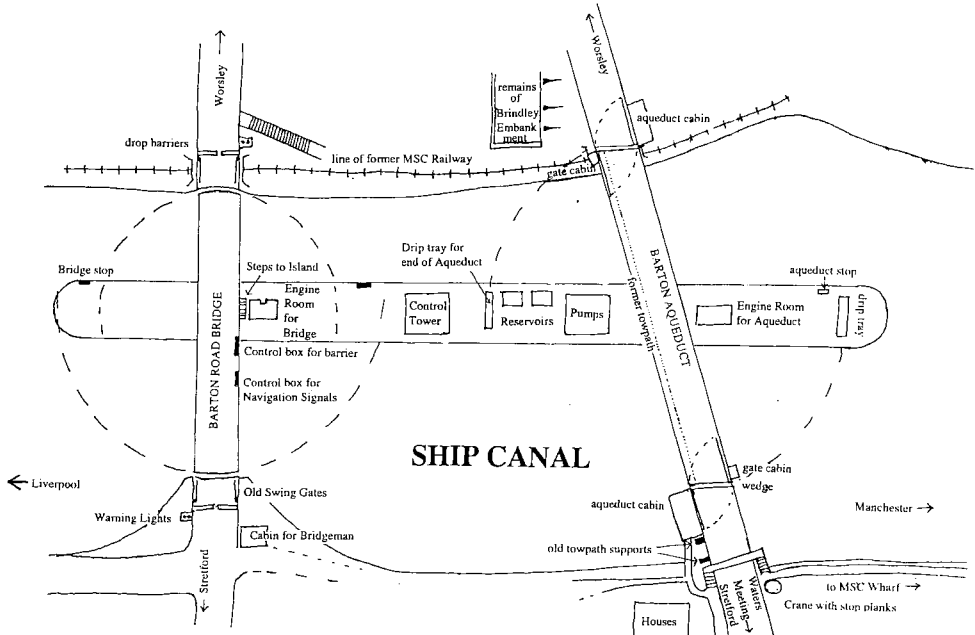 Worsley
Worsley
remains
of
Brindley
Embank
ment
aqueduct cabin
drop barriers
line of former MSC Railway
gate cabin
Drip tray for
end of Aqueduct
Bridge stop
Steps to Island
Engine
Room
for
Bridge
Control
Tower
Reservoirs
Pumps
former towpath
BARTON AQUEDUCT
Engine Room
for Aqueduct
aqueduct stop
drip tray
BARTON ROAD BRIDGE
Control box for barrier
Control box for
Navigation Signals
SHIP CANAL
Liverpool
Old Swing Gates
Warning Lights
Cabin for Bridgeman
Stretford
aqueduct cabin
gate cabin
wedge
Manchester
old towpath supports
Waters
Meeting
Stretford
to MSC Wharf
Crane with stop planks
Houses